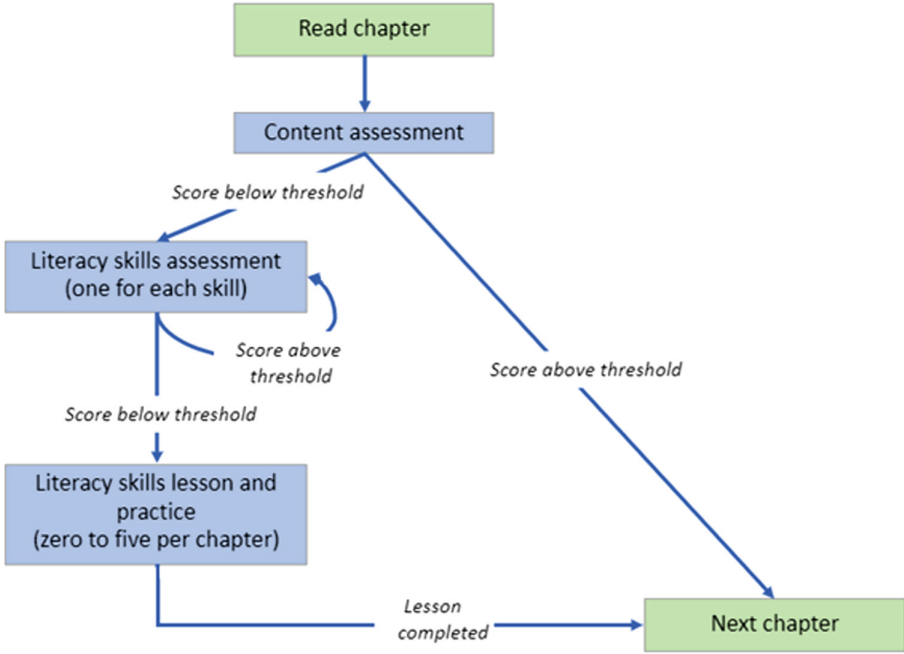 Read chapter
Content assessment
Score below threshold
Literacy skills assessment
(one for each skill)
Score above
threshold
Score above threshold
Score below threshold
Literacy skills lesson and
practice
(zero to five per chapter)
Lesson
completed
Next chapter